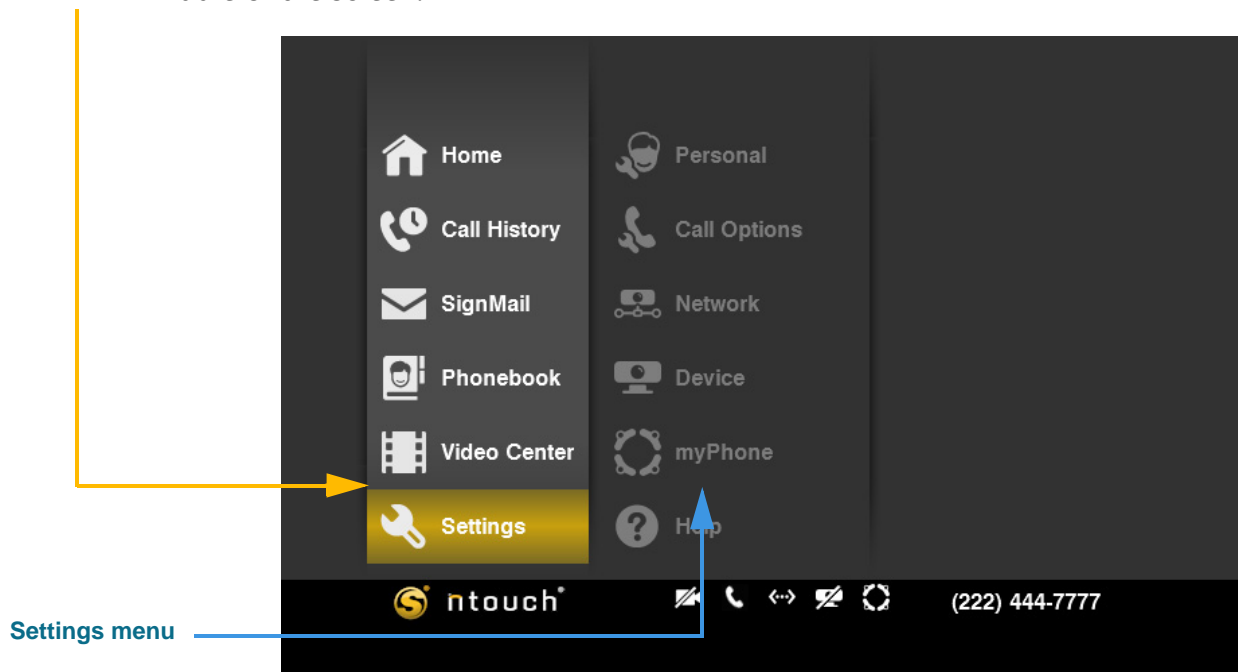 Home
Personal
Call History
Call Options
SignMail
Network
Phonebook
Device
Video Center
myPhone
Settings
Help
ntouch®
(222) 444-7777
Settings menu